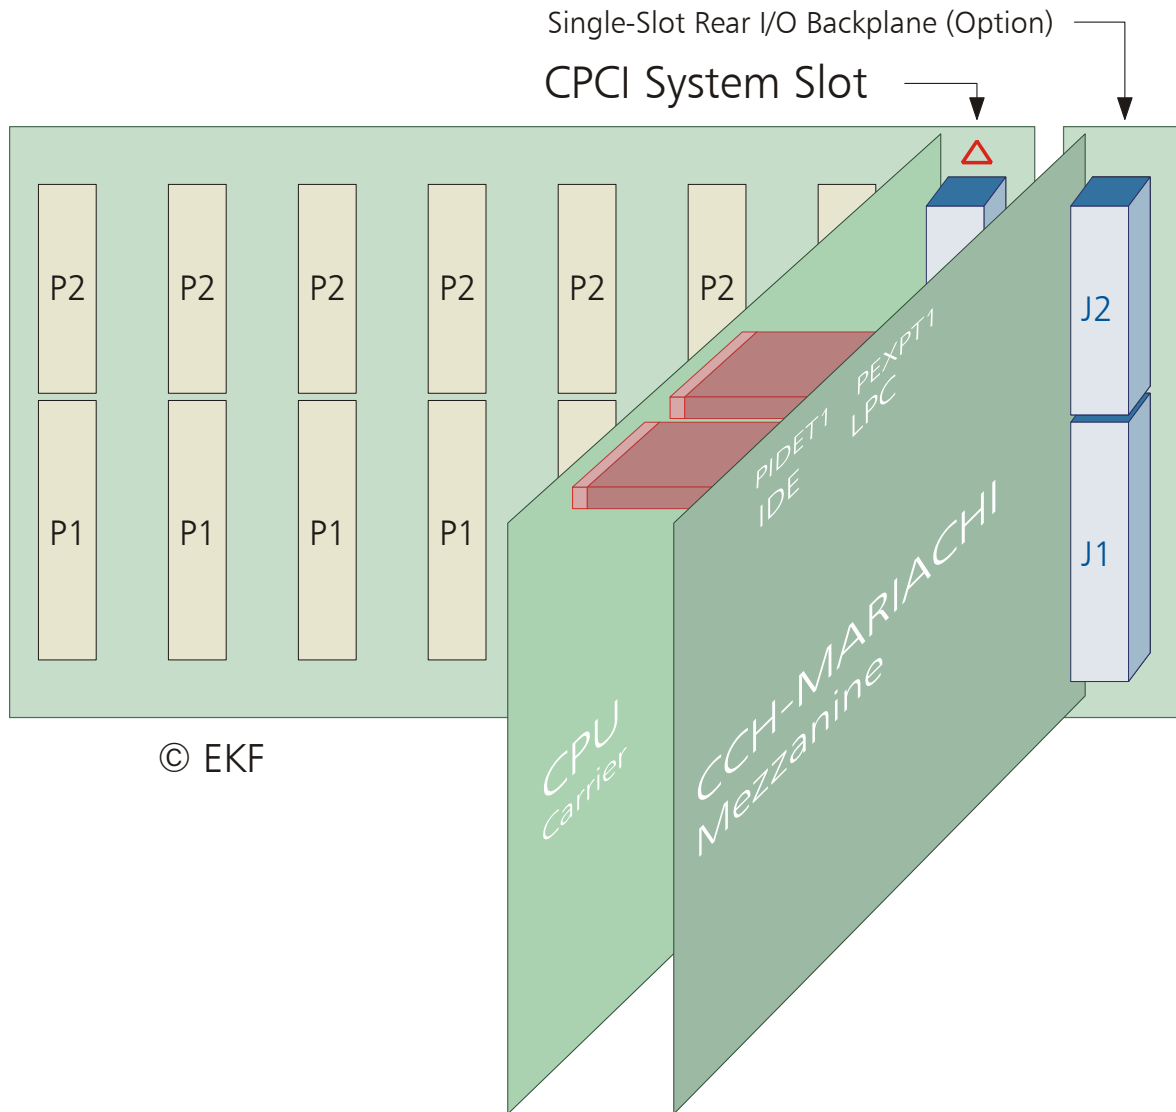 Single-Slot Rear I/O Backplane (Option)
CPCI System Slot
P2
P2
P2
P2
P2
P2
J2
P1
P1
P1
P1
J1
PEXPT1
LPC
PIDET1
IDE
CCH-MARIACHI
Mezzanine
CPU
Carrier
© EKF